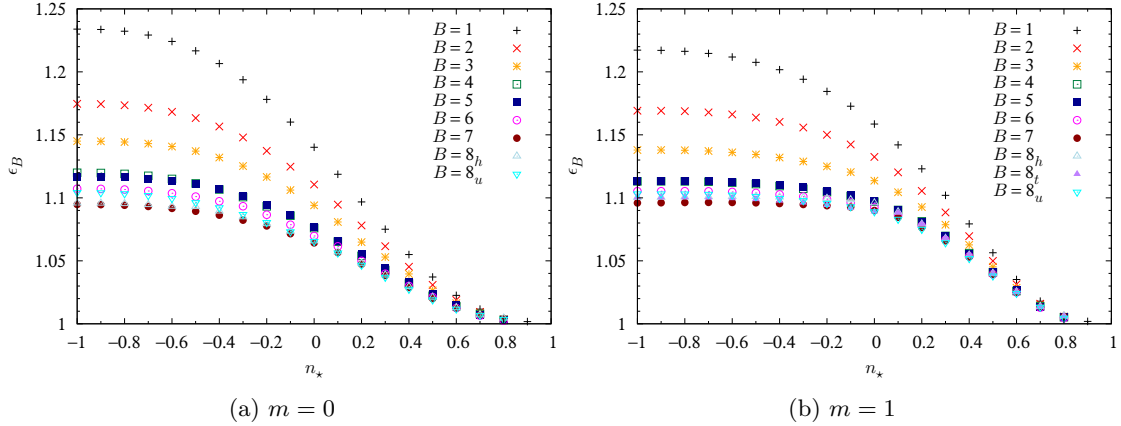 1.25
1.2
1.15
1.1
1.05
1
ϵ_B
−1 −0.8 −0.6 −0.4 −0.2 0 0.2 0.4 0.6 0.8 1
n⋆
B = 1
B = 2
B = 3
B = 4
B = 5
B = 6
B = 7
B = 8_h
B = 8_u
(a) m = 0
1.25
1.2
1.15
1.1
1.05
1
ϵ_B
−1 −0.8 −0.6 −0.4 −0.2 0 0.2 0.4 0.6 0.8 1
n⋆
B = 1
B = 2
B = 3
B = 4
B = 5
B = 6
B = 7
B = 8_h
B = 8_t
B = 8_u
(b) m = 1